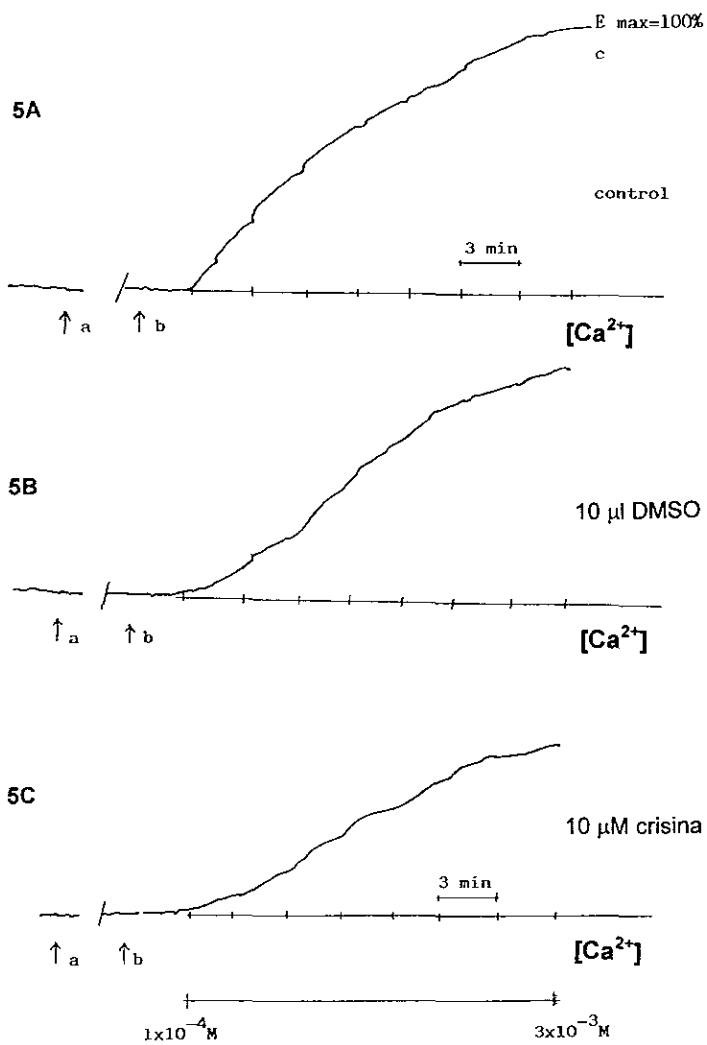 E max=100%
c
5A
control
3 min
↑ a
↑ b
[Ca²⁺]
5B
10 µl DMSO
↑ a
↑ b
[Ca²⁺]
5C
10 µM crisina
3 min
↑ a
↑ b
[Ca²⁺]
1x10⁻⁴M
3x10⁻³M